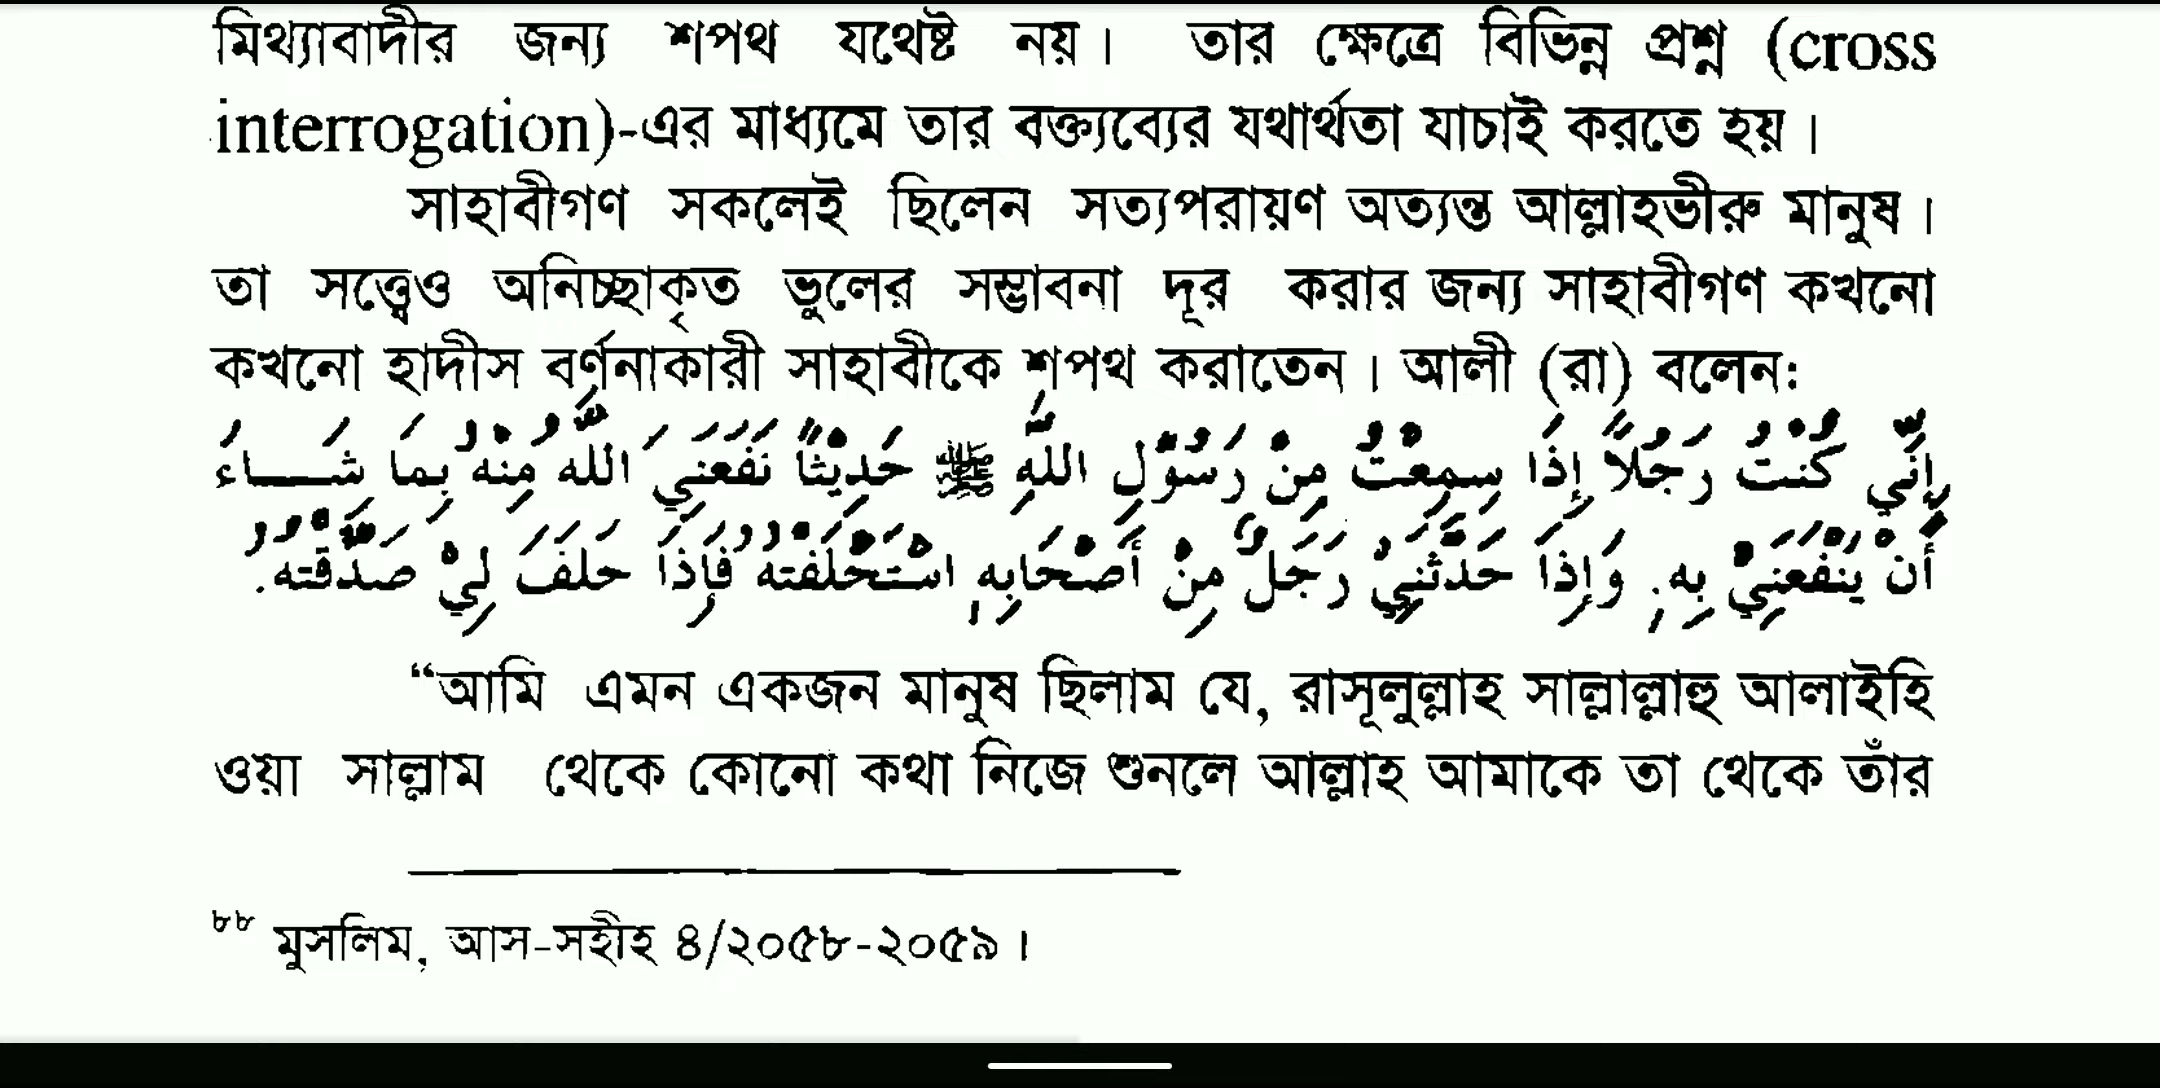 মিথ্যাবাদীর জন্য শপথ যথেষ্ট নয়। তার ক্ষেত্রে বিভিন্ন প্রশ্ন (cross
interrogation)-এর মাধ্যমে তার বক্ত্যব্যের যথার্থতা যাচাই করতে হয়।
সাহাবীগণ সকলেই ছিলেন সত্যপরায়ণ অত্যন্ত আল্লাহভীরু মানুষ।
তা সত্ত্বেও অনিচ্ছাকৃত ভুলের সম্ভাবনা দূর করার জন্য সাহাবীগণ কখনো
কখনো হাদীস বর্ণনাকারী সাহাবীকে শপথ করাতেন। আলী (রা) বলেন:
إِنِّي كُنْتُ رَجُلاً إِذَا سَمِعْتُ مِنْ رَسُوْلِ اللهِ ﷺ حَدِيْثًا نَفَعَنِيَ اللهُ مِنْهُ بِمَا شَـــاءَ
أَنْ يَنْفَعَنِيْ بِهِ. وَإِذَا حَدَّثَنِيْ رَجُلٌ مِنْ أَصْحَابِهِ اسْتَحْلَفْتُهُ فَإِذَا حَلَفَ لِيْ صَدَّقْتُهُ.
“আমি এমন একজন মানুষ ছিলাম যে, রাসূলুল্লাহ সাল্লাল্লাহু আলাইহি
ওয়া সাল্লাম থেকে কোনো কথা নিজে শুনলে আল্লাহ আমাকে তা থেকে তাঁর
৮৮ মুসলিম, আস-সহীহ ৪/২০৫৮-২০৫৯।